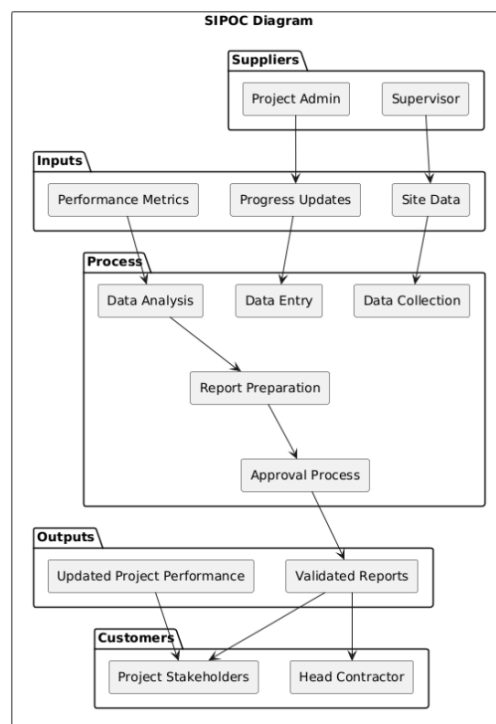 SIPOC Diagram
Suppliers
Project Admin
Supervisor
Inputs
Performance Metrics
Progress Updates
Site Data
Process
Data Analysis
Data Entry
Data Collection
Report Preparation
Approval Process
Outputs
Updated Project Performance
Validated Reports
Customers
Project Stakeholders
Head Contractor